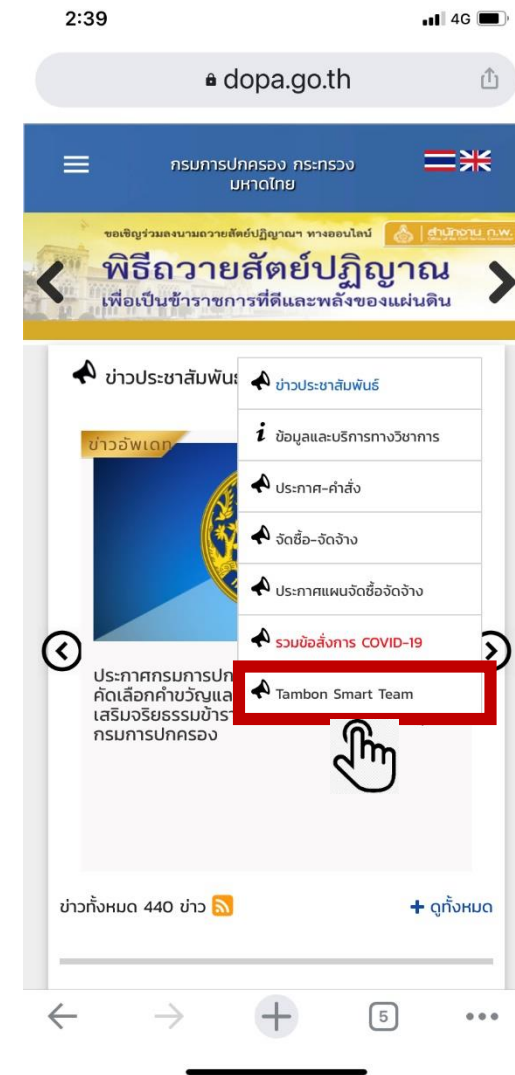 2:39
4G
dopa.go.th
กรมการปกครอง กระทรวง
มหาดไทย
ขอเชิญร่วมลงนามถวายสัตย์ปฏิญาณฯ ทางออนไลน์
สำนักงาน ก.พ.
พิธีถวายสัตย์ปฏิญาณ
เพื่อเป็นข้าราชการที่ดีและพลังของแผ่นดิน
ข่าวประชาสัมพันธ
ข่าวประชาสัมพันธ์
ข่าวอัพเดท
ข้อมูลและบริการทางวิชาการ
ประกาศ-คำสั่ง
จัดซื้อ-จัดจ้าง
ประกาศแผนจัดซื้อจัดจ้าง
รวมข้อสั่งการ COVID-19
Tambon Smart Team
ประกาศกรมการปก
คัดเลือกคำขวัญแล
เสริมจริยธรรมข้ารา
กรมการปกครอง
ข่าวทั้งหมด 440 ข่าว
+ ดูทั้งหมด
5